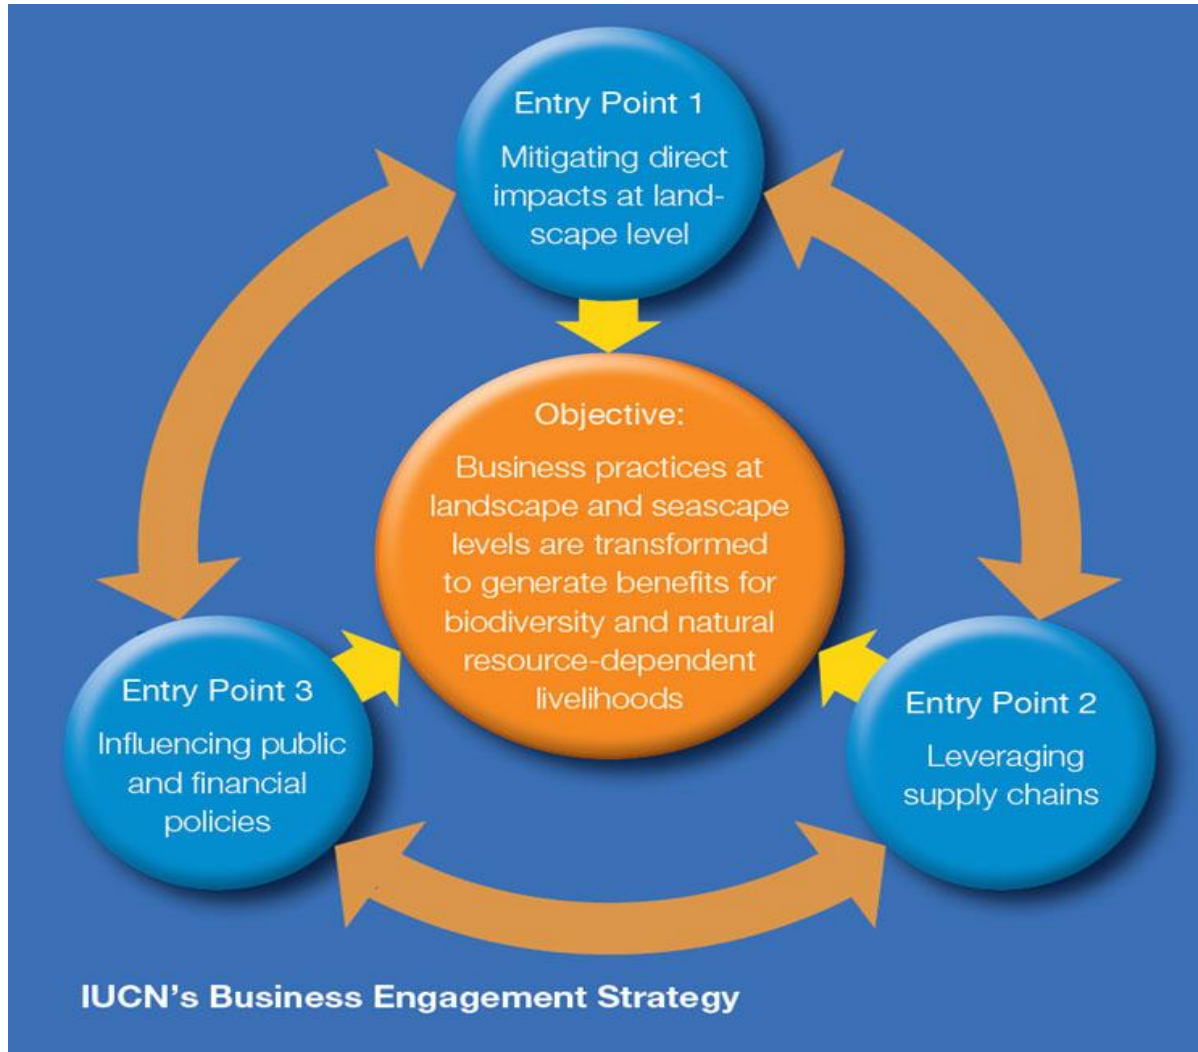 Entry Point 1
Mitigating direct
impacts at land-
scape level
Objective:
Business practices at
landscape and seascape
levels are transformed
to generate benefits for
biodiversity and natural
resource-dependent
livelihoods
Entry Point 3
Influencing public
and financial
policies
Entry Point 2
Leveraging
supply chains
IUCN's Business Engagement Strategy